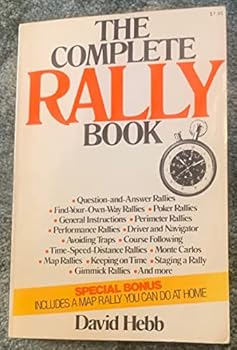 $7.95
THE
COMPLETE
RALLY
BOOK
• Question-and-Answer Rallies
• Find-Your-Own-Way Rallies • Poker Rallies
• General Instructions • Perimeter Rallies
• Performance Rallies • Driver and Navigator
• Avoiding Traps • Course Following
• Time-Speed-Distance Rallies • Monte Carlos
• Map Rallies • Keeping on Time • Staging a Rally
• Gimmick Rallies • And more
SPECIAL BONUS
INCLUDES A MAP RALLY YOU CAN DO AT HOME
David Hebb